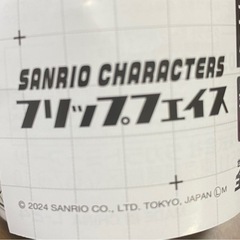 SANRIO CHARACTERS
フリップフェイス
© 2024 SANRIO CO., LTD. TOKYO, JAPAN Ⓛ M